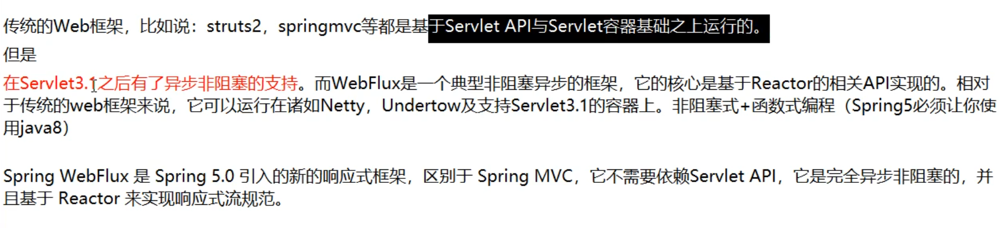 传统的Web框架，比如说：struts2，springmvc等都是基于Servlet API与Servlet容器基础之上运行的。
但是
在Servlet3.1之后有了异步非阻塞的支持。而WebFlux是一个典型非阻塞异步的框架，它的核心是基于Reactor的相关API实现的。相对
于传统的web框架来说，它可以运行在诸如Netty，Undertow及支持Servlet3.1的容器上。非阻塞式+函数式编程（Spring5必须让你使
用java8）
Spring WebFlux 是 Spring 5.0 引入的新的响应式框架，区别于 Spring MVC，它不需要依赖Servlet API，它是完全异步非阻塞的，并
且基于 Reactor 来实现响应式流规范。